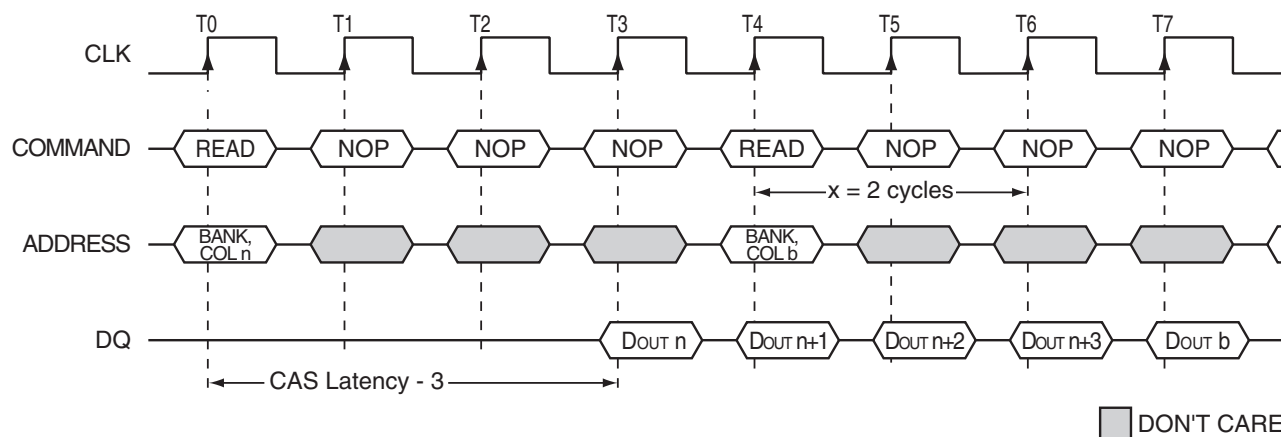 T0 T1 T2 T3 T4 T5 T6 T7
CLK
COMMAND READ NOP NOP NOP READ NOP NOP NOP
x = 2 cycles
ADDRESS BANK, COL n BANK, COL b
DQ DOUT n DOUT n+1 DOUT n+2 DOUT n+3 DOUT b
CAS Latency - 3
DON'T CARE